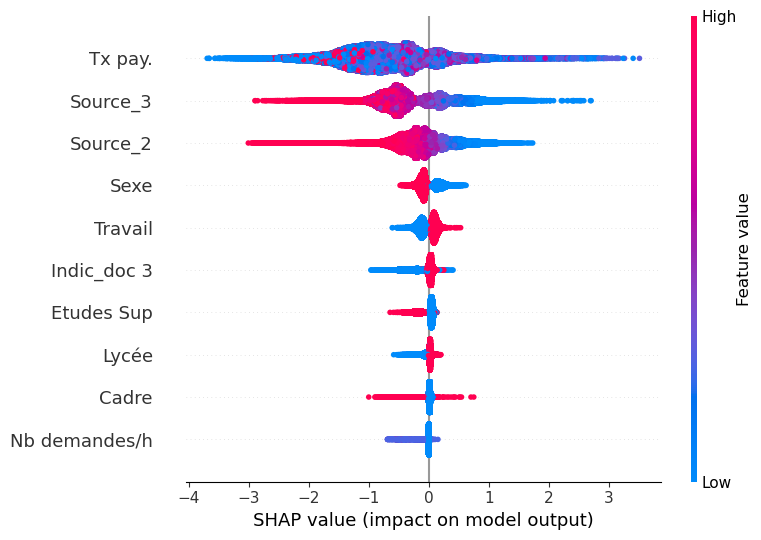 High
Tx pay.
Source_3
Source_2
Sexe
Travail
Indic_doc 3
Etudes Sup
Lycée
Cadre
Nb demandes/h
Feature value
Low
−4 −3 −2 −1 0 1 2 3
SHAP value (impact on model output)